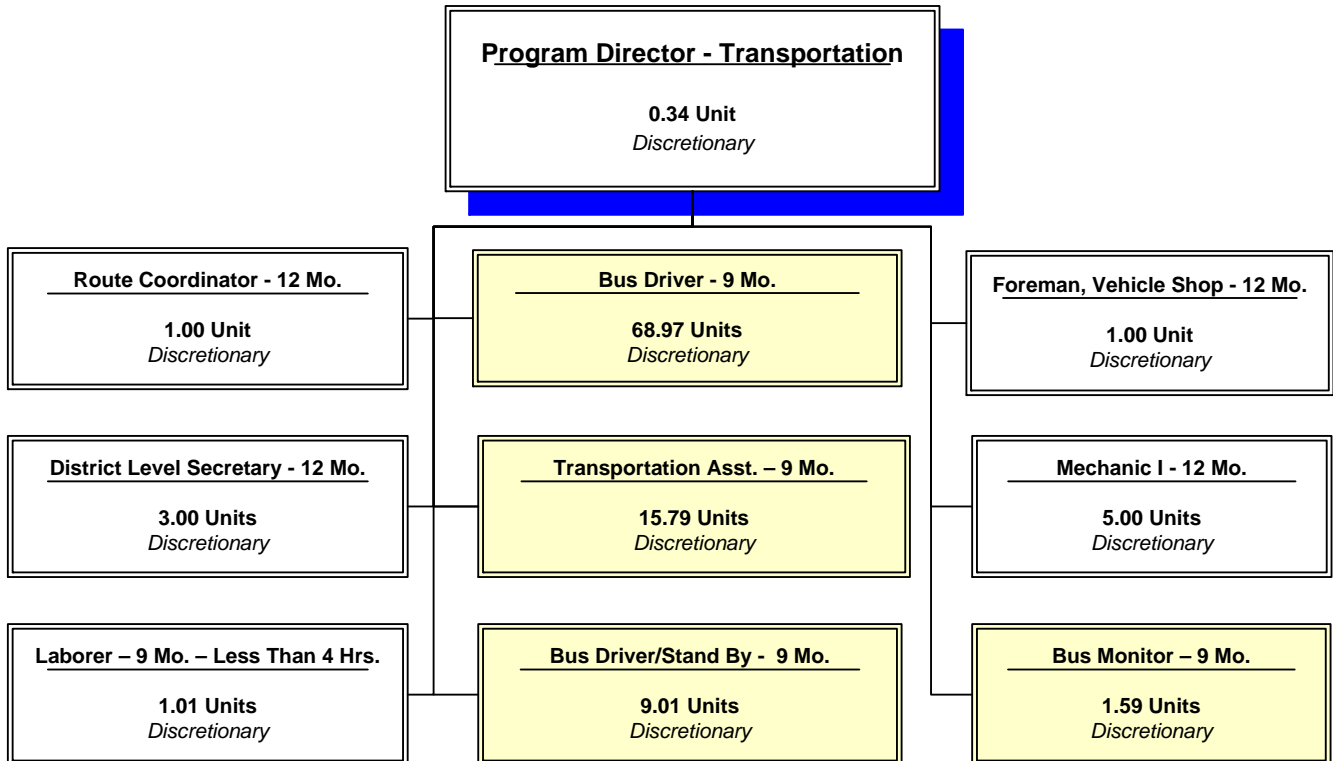 Program Director - Transportation
0.34 Unit
Discretionary
Route Coordinator - 12 Mo.
1.00 Unit
Discretionary
Bus Driver - 9 Mo.
68.97 Units
Discretionary
Foreman, Vehicle Shop - 12 Mo.
1.00 Unit
Discretionary
District Level Secretary - 12 Mo.
3.00 Units
Discretionary
Transportation Asst. – 9 Mo.
15.79 Units
Discretionary
Mechanic I - 12 Mo.
5.00 Units
Discretionary
Laborer – 9 Mo. – Less Than 4 Hrs.
1.01 Units
Discretionary
Bus Driver/Stand By - 9 Mo.
9.01 Units
Discretionary
Bus Monitor – 9 Mo.
1.59 Units
Discretionary